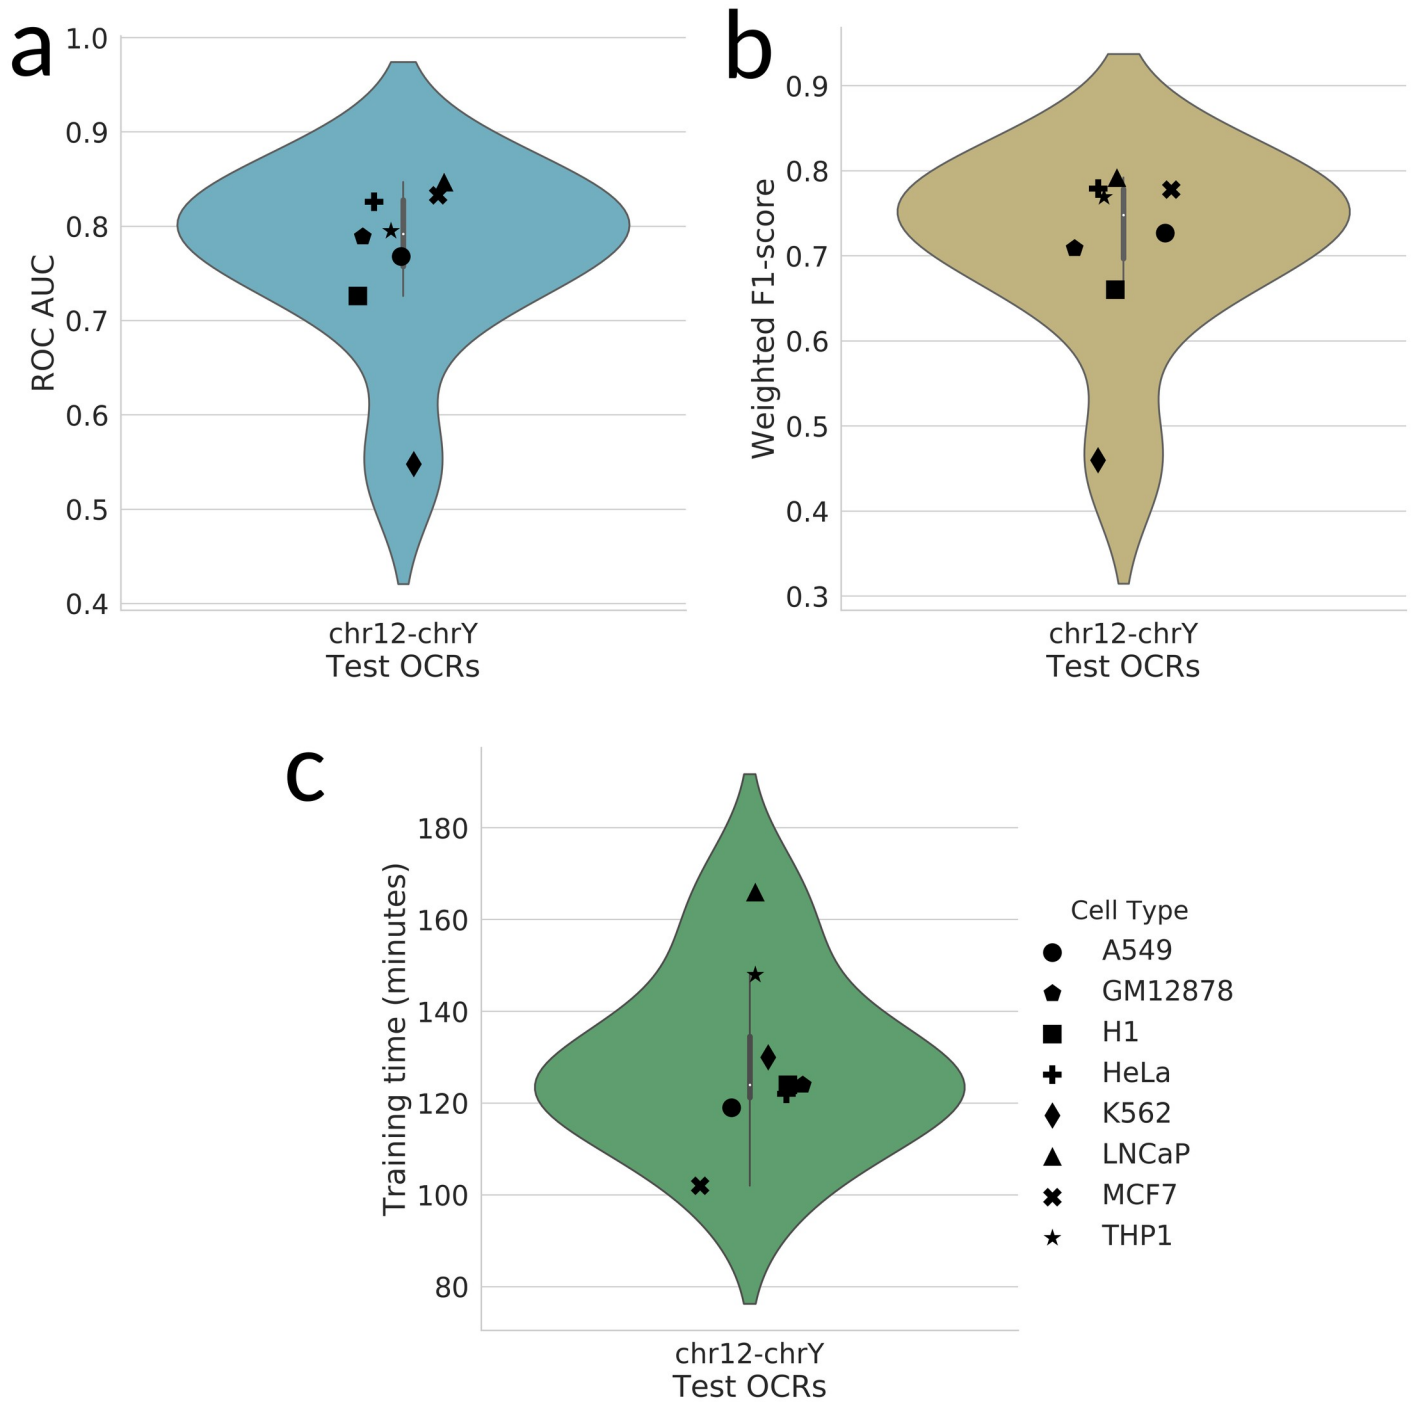 a
1.0
0.9
0.8
0.7
0.6
0.5
0.4
ROC AUC
chr12-chrY
Test OCRs
b
0.9
0.8
0.7
0.6
0.5
0.4
0.3
Weighted F1-score
chr12-chrY
Test OCRs
c
180
160
140
120
100
80
Training time (minutes)
chr12-chrY
Test OCRs
Cell Type
A549
GM12878
H1
HeLa
K562
LNCaP
MCF7
THP1